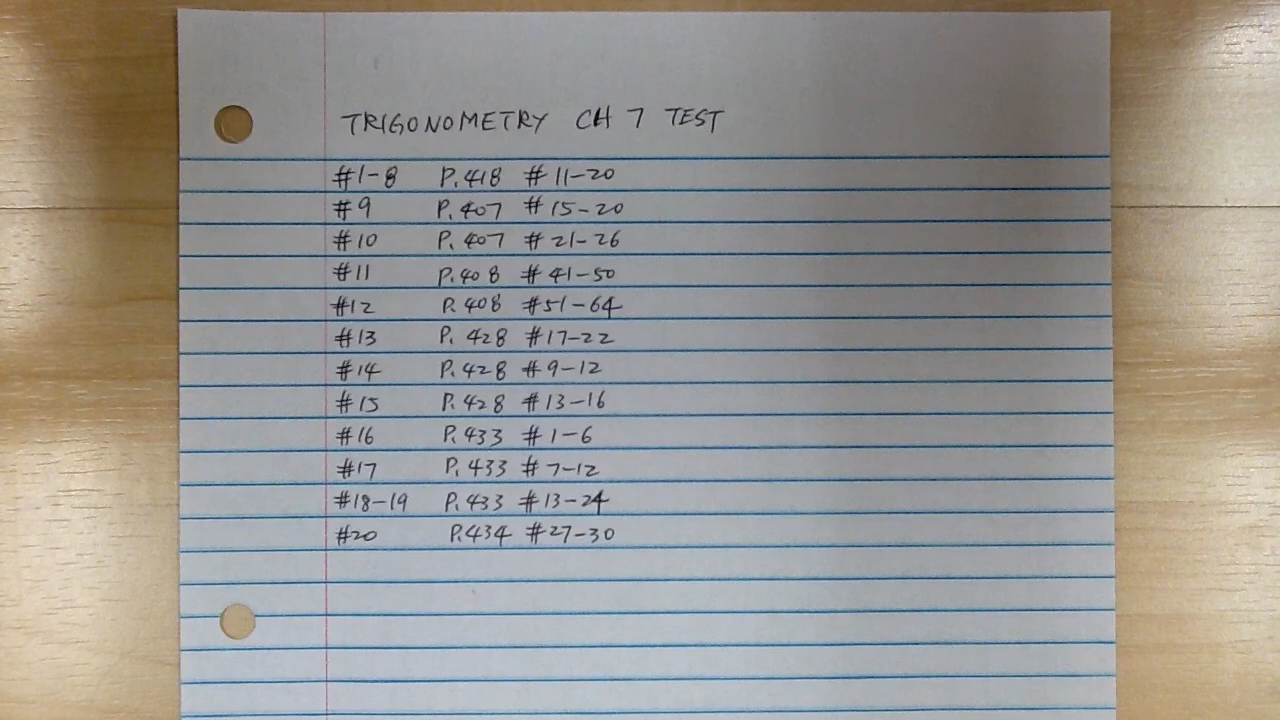 TRIGONOMETRY CH 7 TEST
#1-8 P.418 #11-20
#9 P.407 #15-20
#10 P.407 #21-26
#11 P.408 #41-50
#12 P.408 #51-64
#13 P.428 #17-22
#14 P.428 #9-12
#15 P.428 #13-16
#16 P.433 #1-6
#17 P.433 #7-12
#18-19 P.433 #13-24
#20 P.434 #27-30